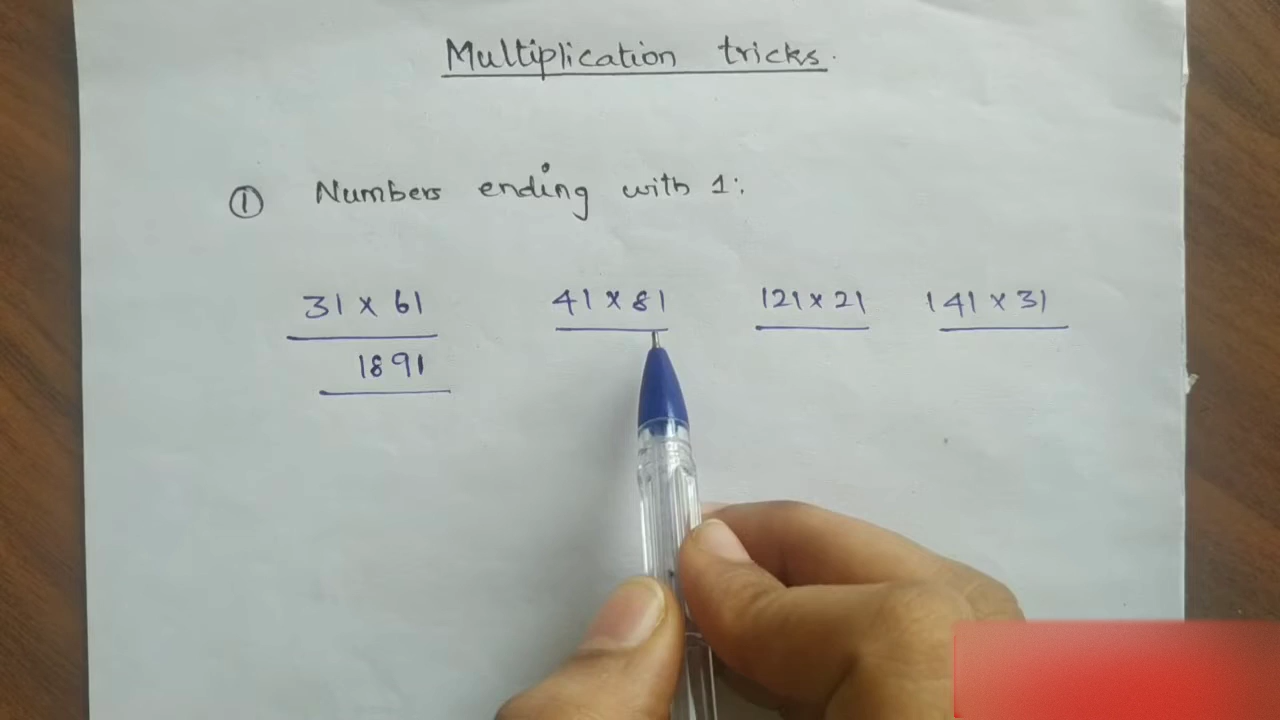 Multiplication tricks.
① Numbers ending with 1:
31 x 61 41 x 81 121 x 21 141 x 31
1891